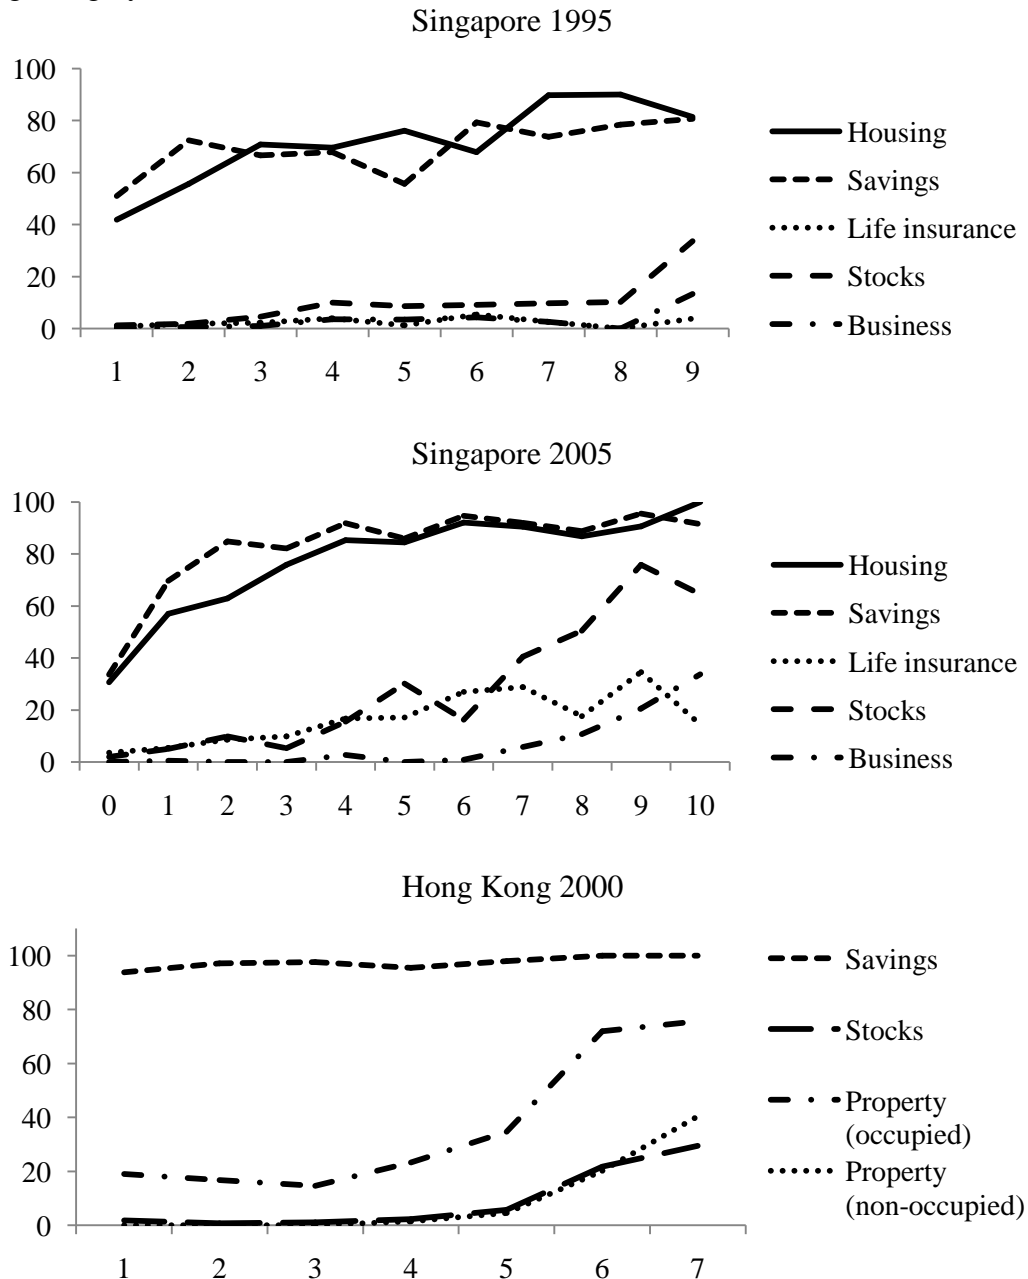 Singapore 1995
100
80
60
40
20
0
1 2 3 4 5 6 7 8 9
Housing
Savings
Life insurance
Stocks
Business
Singapore 2005
100
80
60
40
20
0
0 1 2 3 4 5 6 7 8 9 10
Housing
Savings
Life insurance
Stocks
Business
Hong Kong 2000
100
80
60
40
20
0
1 2 3 4 5 6 7
Savings
Stocks
Property
(occupied)
Property
(non-occupied)